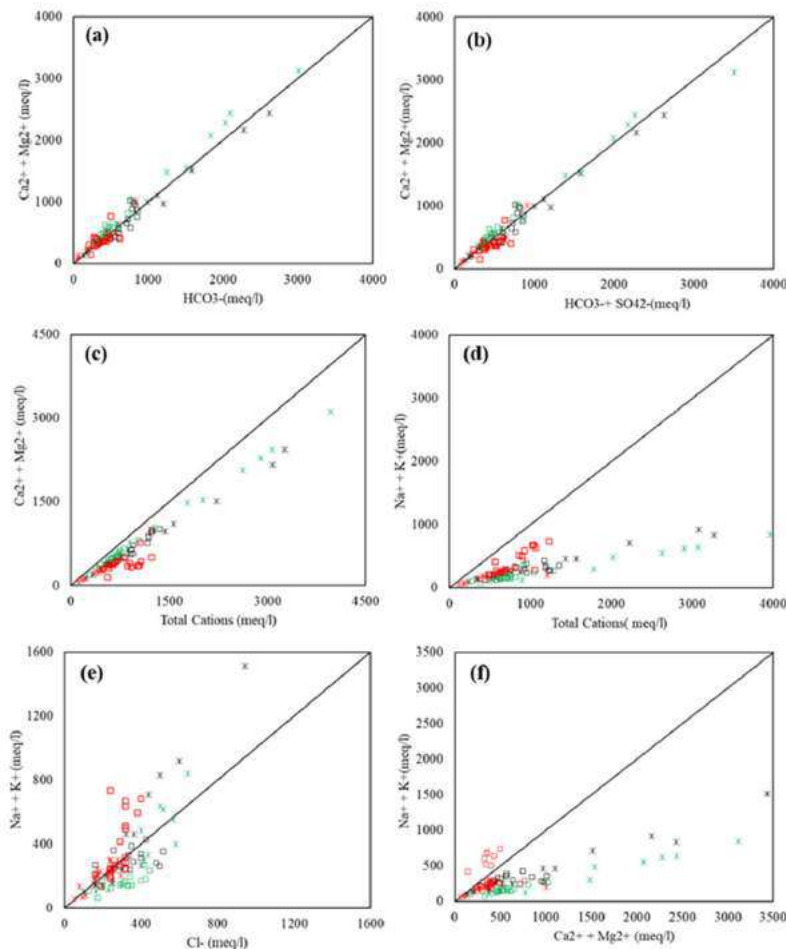 (a)
Ca2+ + Mg2+ (meq/l)
4000
3000
2000
1000
0
0 1000 2000 3000 4000
HCO3-(meq/l)
(b)
Ca2+ + Mg2+(meq/l)
4000
3000
2000
1000
0
0 1000 2000 3000 4000
HCO3-+ SO42-(meq/l)
(c)
Ca2+ + Mg2+ (meq/l)
4500
3000
1500
0
0 1500 3000 4500
Total Cations (meq/l)
(d)
Na+ + K+(meq/l)
4000
3000
2000
1000
0
0 1000 2000 3000 4000
Total Cations( meq/l)
(e)
Na+ + K+ (meq/l)
1600
1200
800
400
0
0 400 800 1200 1600
Cl- (meq/l)
(f)
Na+ + K+(meq/l)
3500
3000
2500
2000
1500
1000
500
0
0 500 1000 1500 2000 2500 3000 3500
Ca2+ + Mg2+ (meq/l)